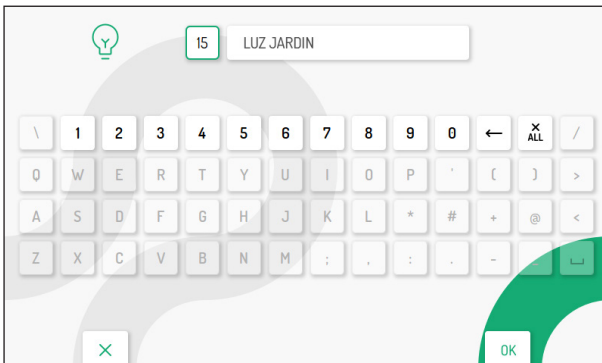 15 LUZ JARDIN
\ 1 2 3 4 5 6 7 8 9 0 ← × ALL /
Q W E R T Y U I O P ' ( ) >
A S D F G H J K L * # + @ <
Z X C V B N M ; , : . - _ ⌴
× OK